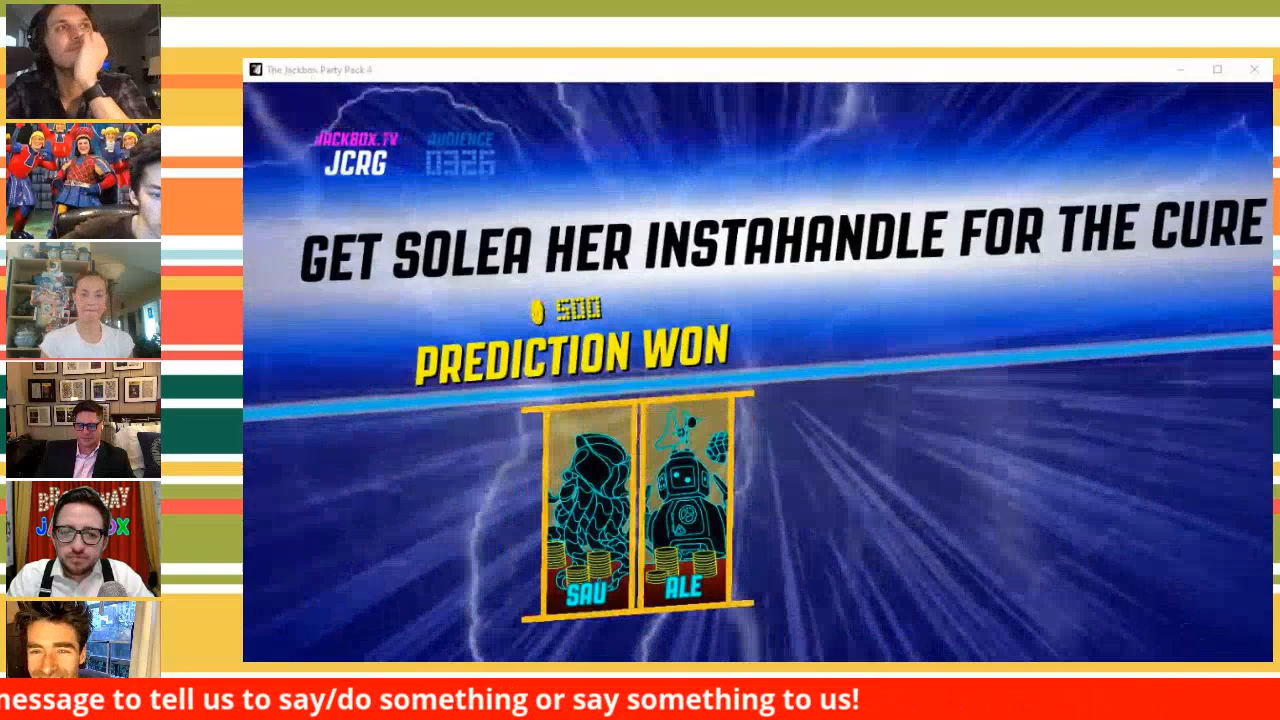 The Jackbox Party Pack 4
JACKBOX.TV
JCRG
AUDIENCE
0326
GET SOLEA HER INSTAHANDLE FOR THE CURE
500
PREDICTION WON
SAU
ALE
message to tell us to say/do something or say something to us!